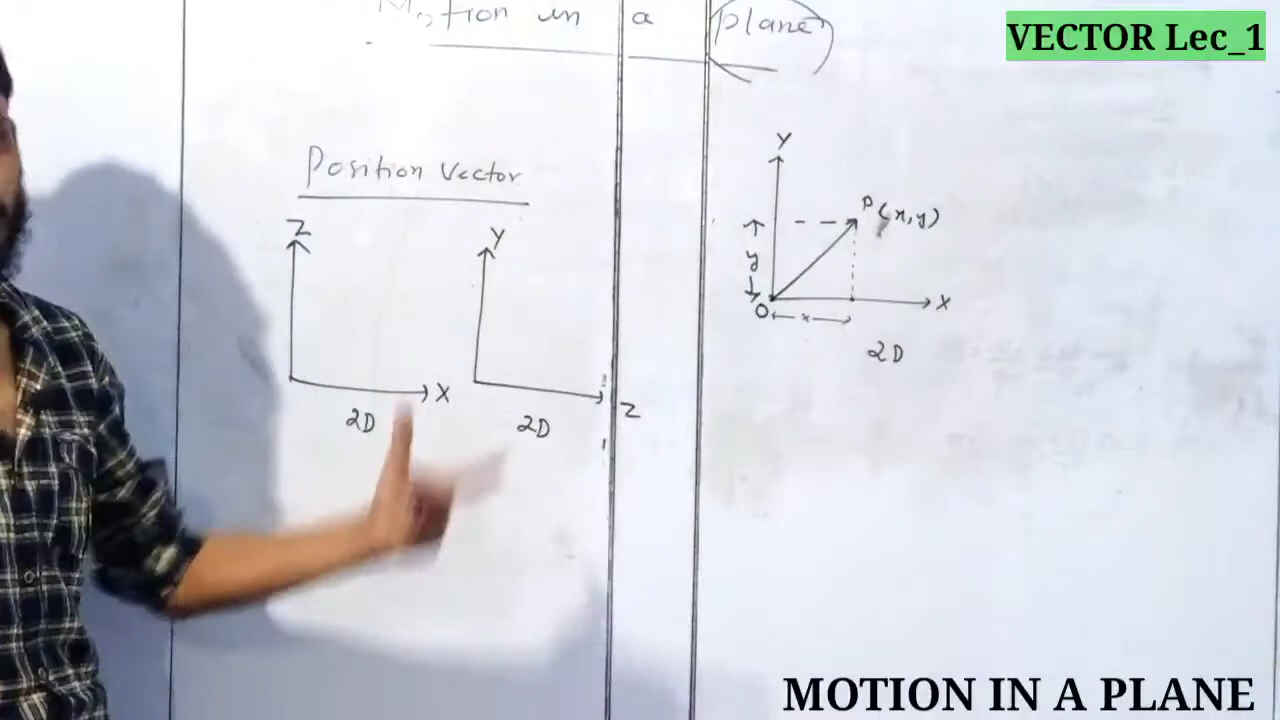 Motion in a plane
VECTOR Lec_1
Position Vector
Z
X
2D
Y
Z
2D
Y
P(x,y)
y
O
x
X
2D
MOTION IN A PLANE